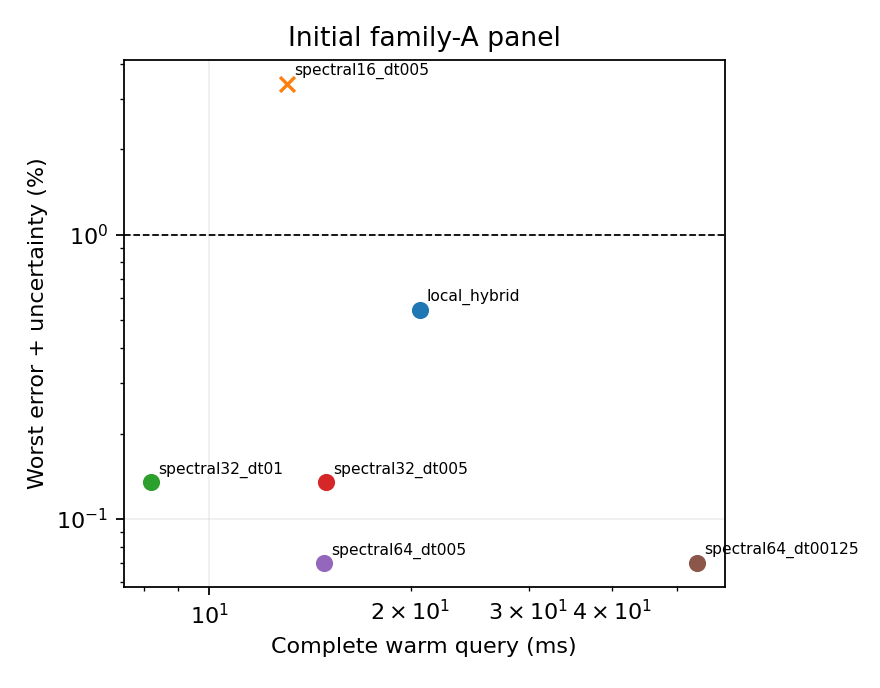 Initial family-A panel
spectral16_dt005
Worst error + uncertainty (%)
10⁰
local_hybrid
spectral32_dt01
spectral32_dt005
10⁻¹
spectral64_dt005
spectral64_dt00125
10¹
2 × 10¹
3 × 10¹
4 × 10¹
Complete warm query (ms)